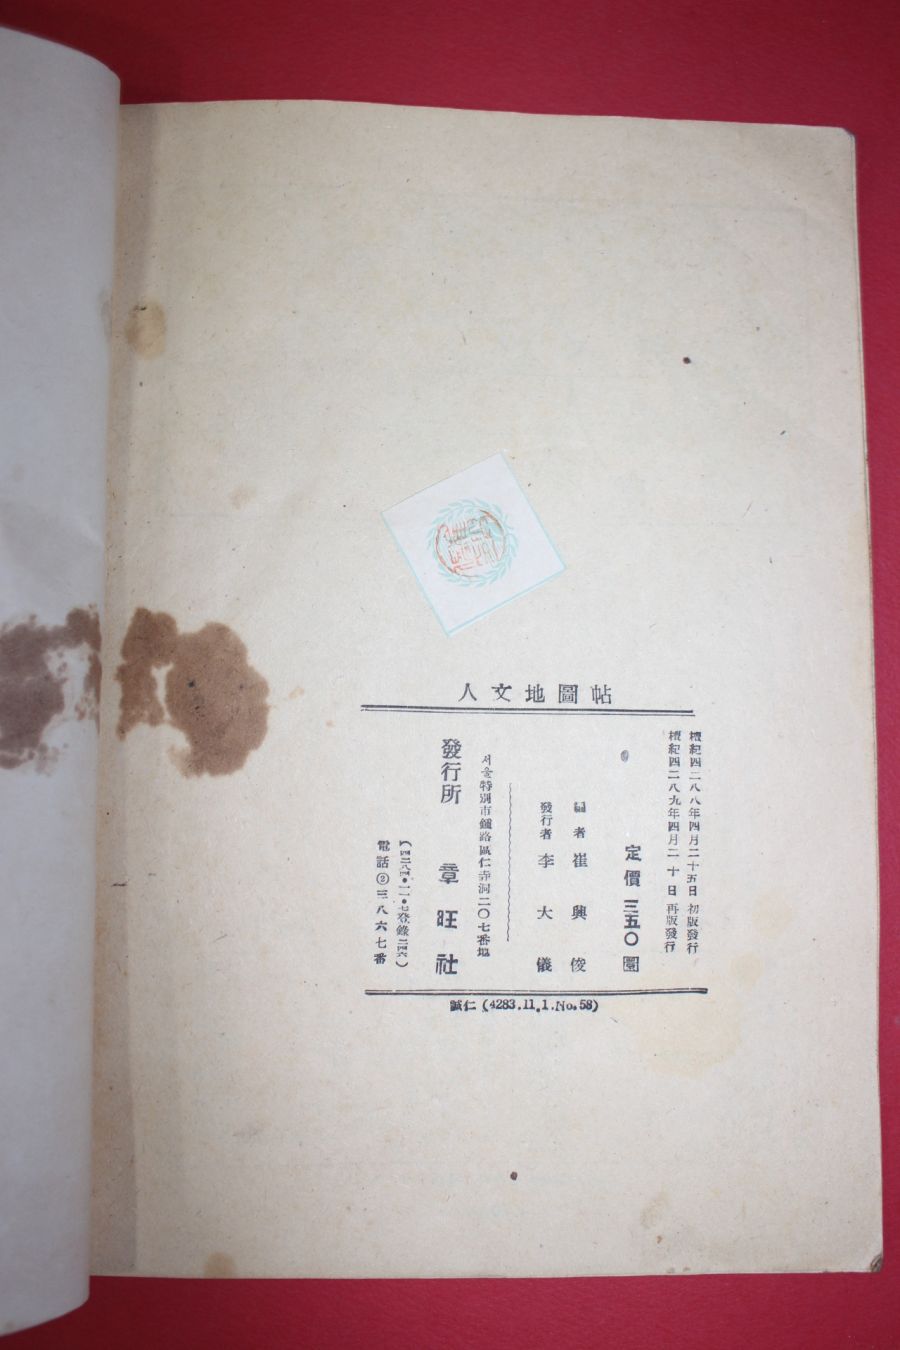 人文地圖帖
檀紀四二八八年四月二十五日 初版發行
檀紀四二八九年四月二十日 再版發行
定價 三五〇圜
編者 崔興俊
發行者 李大儀
서울特別市鍾路區仁寺洞二〇七番地
發行所 章旺社
電話②三八六七番
誠仁 (4283.11.1.No.58)